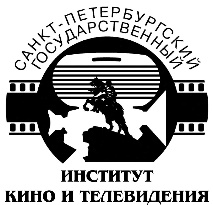 САНКТ-ПЕТЕРБУРГСКИЙ
ГОСУДАРСТВЕННЫЙ
ИНСТИТУТ
КИНО И ТЕЛЕВИДЕНИЯ